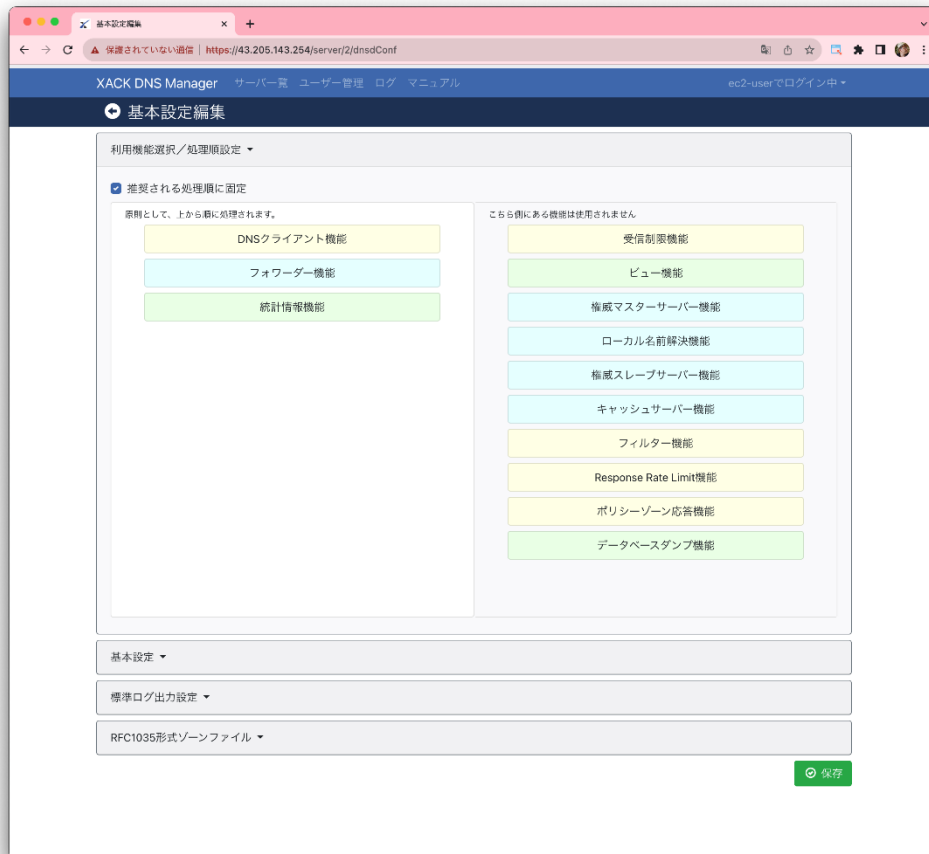 基本設定編集
保護されていない通信 | https://43.205.143.254/server/2/dnsdConf
XACK DNS Manager サーバー覧 ユーザー管理 ログ マニュアル ec2-userでログイン中
基本設定編集
利用機能選択／処理順設定
推奨される処理順に固定
原則として、上から順に処理されます。
DNSクライアント機能
フォワーダー機能
統計情報機能
こちら側にある機能は使用されません
受信制限機能
ビュー機能
権威マスターサーバー機能
ローカル名前解決機能
権威スレーブサーバー機能
キャッシュサーバー機能
フィルター機能
Response Rate Limit機能
ポリシーゾーン応答機能
データベースダンプ機能
基本設定
標準ログ出力設定
RFC1035形式ゾーンファイル
保存